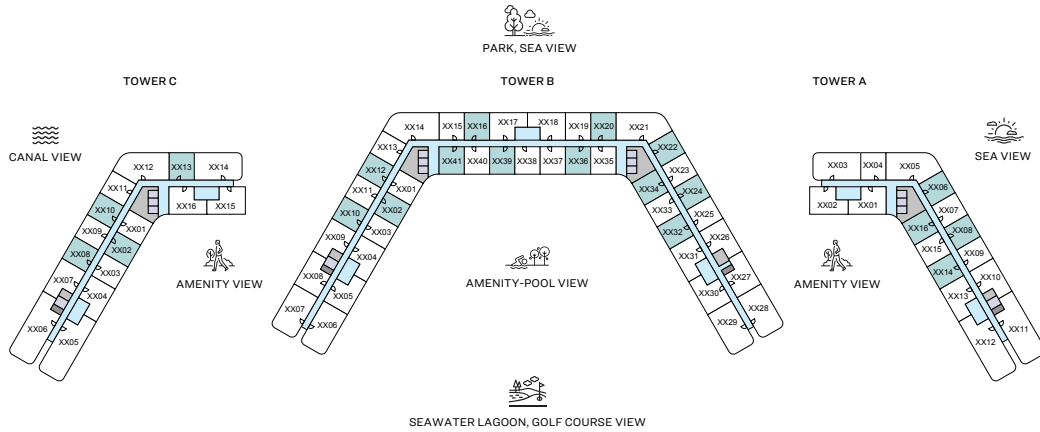 PARK, SEA VIEW
TOWER C
TOWER B
TOWER A
CANAL VIEW
SEA VIEW
XX12
XX13
XX14
XX11
XX10
XX09
XX08
XX07
XX06
XX05
XX04
XX03
XX02
XX01
XX16
XX15
AMENITY VIEW
XX14
XX15
XX16
XX17
XX18
XX19
XX20
XX21
XX13
XX12
XX11
XX10
XX09
XX08
XX07
XX06
XX05
XX04
XX03
XX02
XX01
XX41
XX40
XX39
XX38
XX37
XX36
XX35
XX22
XX23
XX24
XX25
XX26
XX27
XX28
XX29
XX30
XX31
XX32
XX33
XX34
AMENITY-POOL VIEW
XX03
XX04
XX05
XX02
XX01
XX06
XX07
XX08
XX09
XX10
XX11
XX12
XX13
XX14
XX15
XX16
AMENITY VIEW
SEAWATER LAGOON, GOLF COURSE VIEW